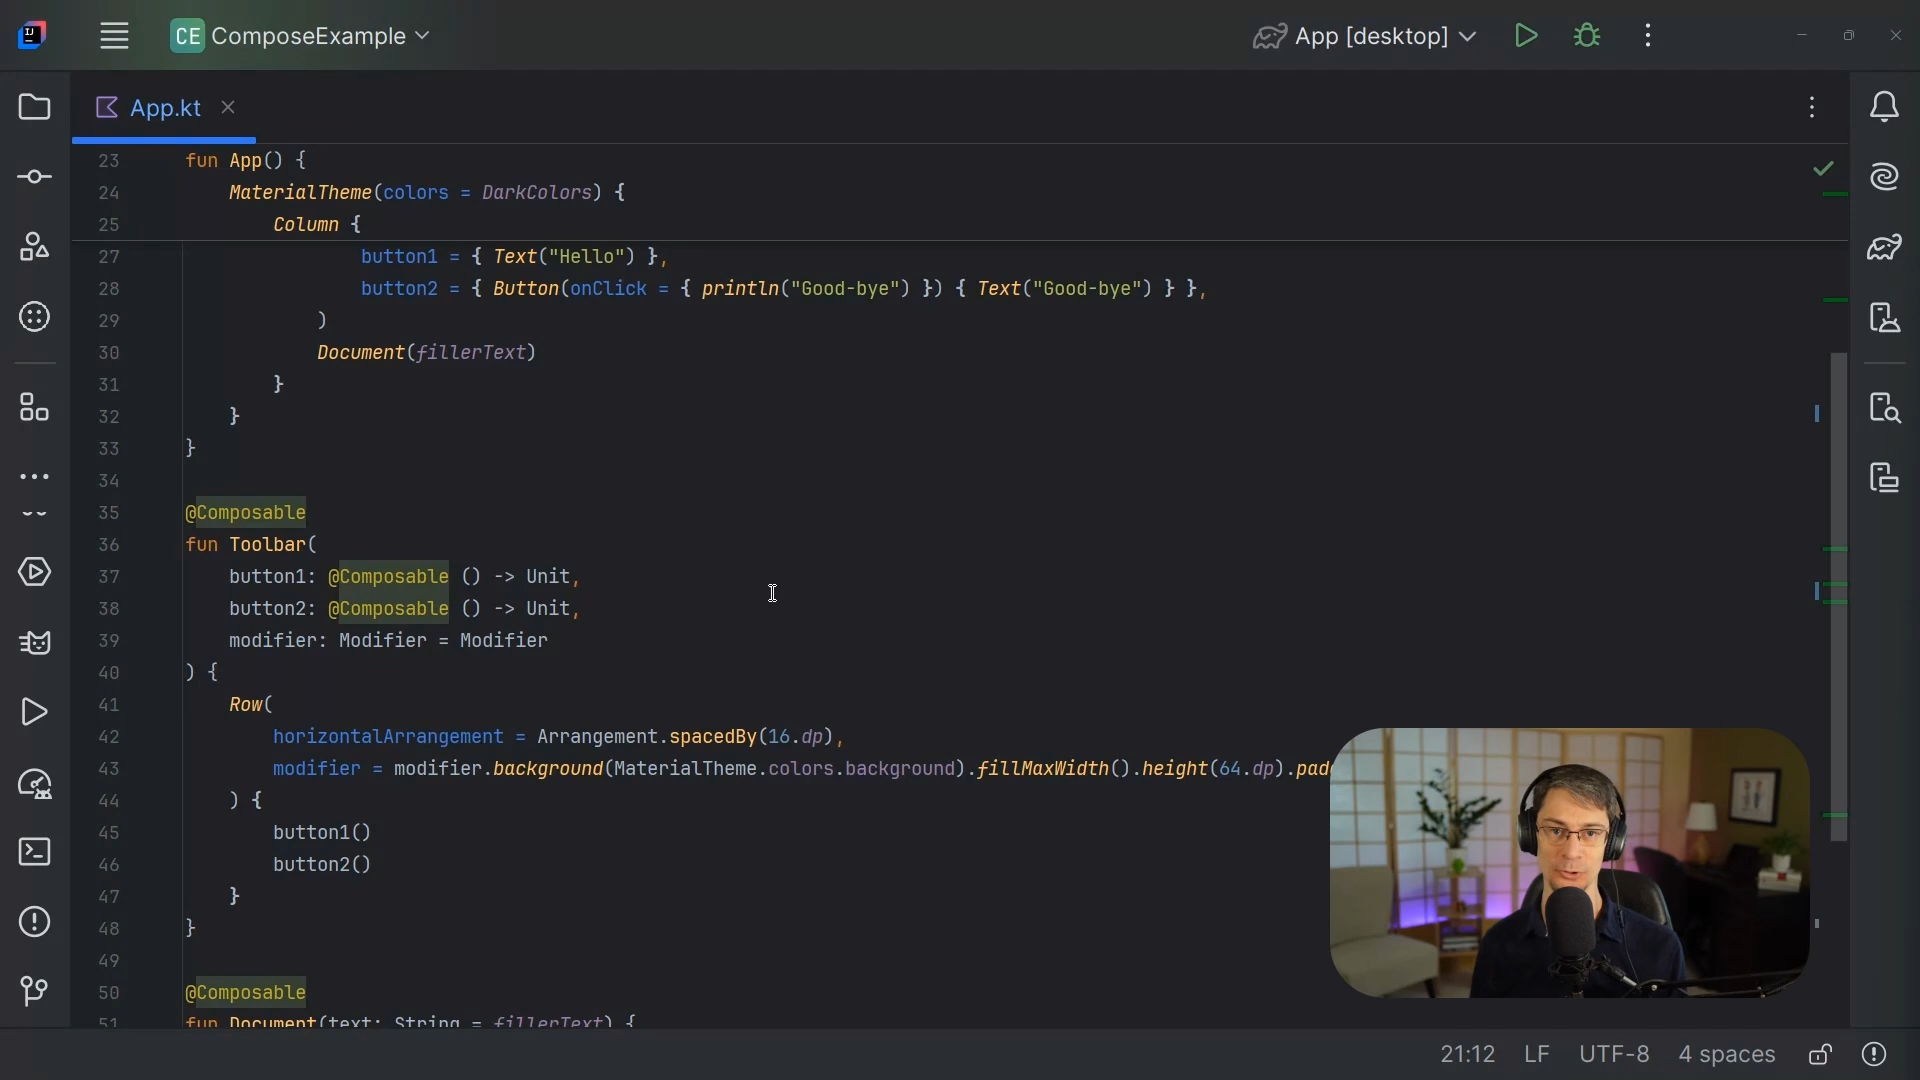 IJ
CE ComposeExample
App [desktop]
App.kt
23 fun App() {
24 MaterialTheme(colors = DarkColors) {
25 Column {
27 button1 = { Text("Hello") },
28 button2 = { Button(onClick = { println("Good-bye") }) { Text("Good-bye") } },
29 )
30 Document(fillerText)
31 }
32 }
33 }
34
35 @Composable
36 fun Toolbar(
37 button1: @Composable () -> Unit,
38 button2: @Composable () -> Unit,
39 modifier: Modifier = Modifier
40 ) {
41 Row(
42 horizontalArrangement = Arrangement.spacedBy(16.dp),
43 modifier = modifier.background(MaterialTheme.colors.background).fillMaxWidth().height(64.dp).pad
44 ) {
45 button1()
46 button2()
47 }
48 }
49
50 @Composable
51 fun Document(text: String = fillerText) {
21:12 LF UTF-8 4 spaces